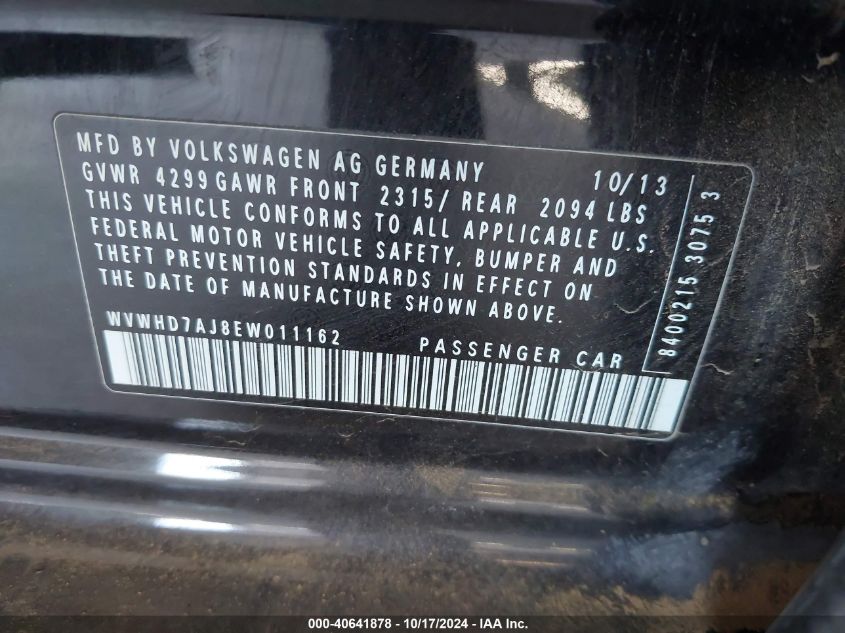 MFD BY VOLKSWAGEN AG GERMANY 10/13
GVWR 4299 GAWR FRONT 2315/ REAR 2094 LBS
THIS VEHICLE CONFORMS TO ALL APPLICABLE U.S.
FEDERAL MOTOR VEHICLE SAFETY, BUMPER AND
THEFT PREVENTION STANDARDS IN EFFECT ON
THE DATE OF MANUFACTURE SHOWN ABOVE.
WVWHD7AJ8EW011162 PASSENGER CAR
8400215 3075 3
000-40641878 - 10/17/2024 - IAA Inc.